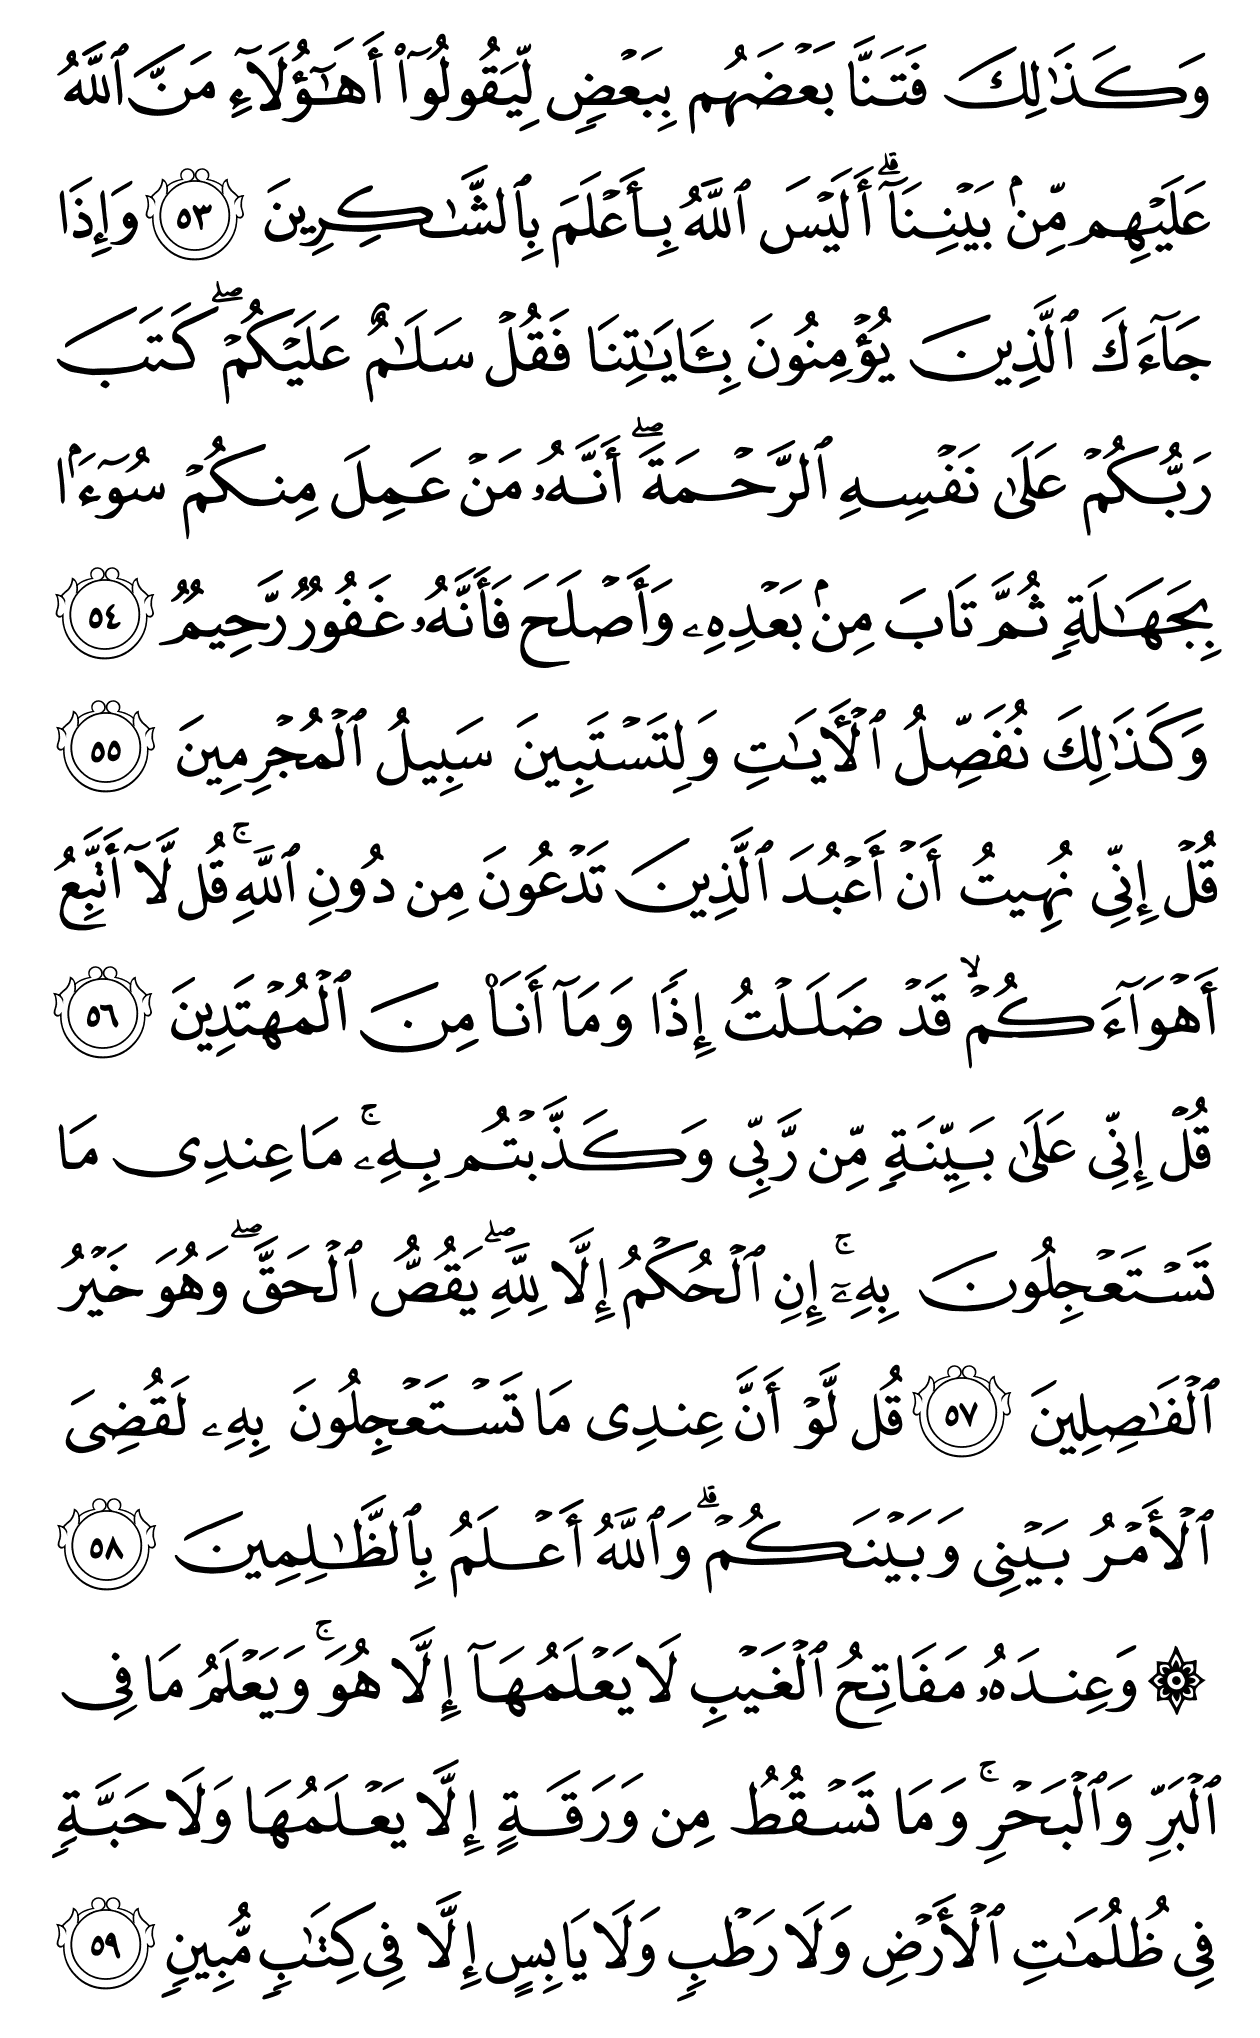 وَكَذَٰلِكَ فَتَنَّا بَعۡضَهُم بِبَعۡضٖ لِّيَقُولُوٓاْ أَهَٰٓؤُلَآءِ مَنَّ ٱللَّهُ
عَلَيۡهِم مِّنۢ بَيۡنِنَآۗ أَلَيۡسَ ٱللَّهُ بِأَعۡلَمَ بِٱلشَّٰكِرِينَ ٥٣ وَإِذَا
جَآءَكَ ٱلَّذِينَ يُؤۡمِنُونَ بِـَٔايَٰتِنَا فَقُلۡ سَلَٰمٌ عَلَيۡكُمۡۖ كَتَبَ
رَبُّكُمۡ عَلَىٰ نَفۡسِهِ ٱلرَّحۡمَةَ ۖ أَنَّهُۥ مَنۡ عَمِلَ مِنكُمۡ سُوٓءَۢا
بِجَهَٰلَةٖ ثُمَّ تَابَ مِنۢ بَعۡدِهِۦ وَأَصۡلَحَ فَأَنَّهُۥ غَفُورٞ رَّحِيمٞ ٥٤
وَكَذَٰلِكَ نُفَصِّلُ ٱلۡأٓيَٰتِ وَلِتَسۡتَبِينَ سَبِيلُ ٱلۡمُجۡرِمِينَ ٥٥
قُلۡ إِنِّي نُهِيتُ أَنۡ أَعۡبُدَ ٱلَّذِينَ تَدۡعُونَ مِن دُونِ ٱللَّهِۚ قُل لَّآ أَتَّبِعُ
أَهۡوَآءَكُمۡۙ قَدۡ ضَلَلۡتُ إِذٗا وَمَآ أَنَا۠ مِنَ ٱلۡمُهۡتَدِينَ ٥٦
قُلۡ إِنِّي عَلَىٰ بَيِّنَةٖ مِّن رَّبِّي وَكَذَّبۡتُم بِهِۦۚ مَا عِندِي مَا
تَسۡتَعۡجِلُونَ بِهِۦٓۚ إِنِ ٱلۡحُكۡمُ إِلَّا لِلَّهِۖ يَقُصُّ ٱلۡحَقَّۖ وَهُوَ خَيۡرُ
ٱلۡفَٰصِلِينَ ٥٧ قُل لَّوۡ أَنَّ عِندِي مَا تَسۡتَعۡجِلُونَ بِهِۦ لَقُضِيَ
ٱلۡأَمۡرُ بَيۡنِي وَبَيۡنَكُمۡۗ وَٱللَّهُ أَعۡلَمُ بِٱلظَّٰلِمِينَ ٥٨
۞ وَعِندَهُۥ مَفَاتِحُ ٱلۡغَيۡبِ لَا يَعۡلَمُهَآ إِلَّا هُوَۚ وَيَعۡلَمُ مَا فِي
ٱلۡبَرِّ وَٱلۡبَحۡرِۚ وَمَا تَسۡقُطُ مِن وَرَقَةٍ إِلَّا يَعۡلَمُهَا وَلَا حَبَّةٖ
فِي ظُلُمَٰتِ ٱلۡأَرۡضِ وَلَا رَطۡبٖ وَلَا يَابِسٍ إِلَّا فِي كِتَٰبٖ مُّبِينٖ ٥٩